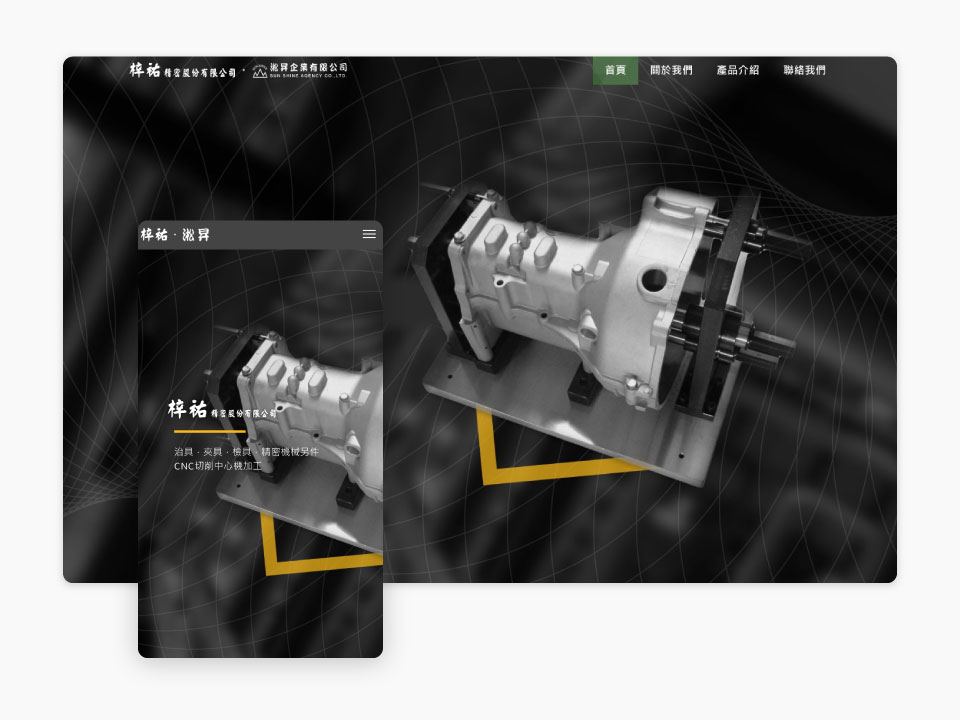 梓祐 精密股份有限公司 · 淞昇企業有限公司
SUN SHINE AGENCY CO.,LTD.
首頁 關於我們 產品介紹 聯絡我們
梓祐 · 淞昇
梓祐 精密股份有限公司
治具 · 夾具 · 檢具 · 精密機械另件
CNC切削中心機加工